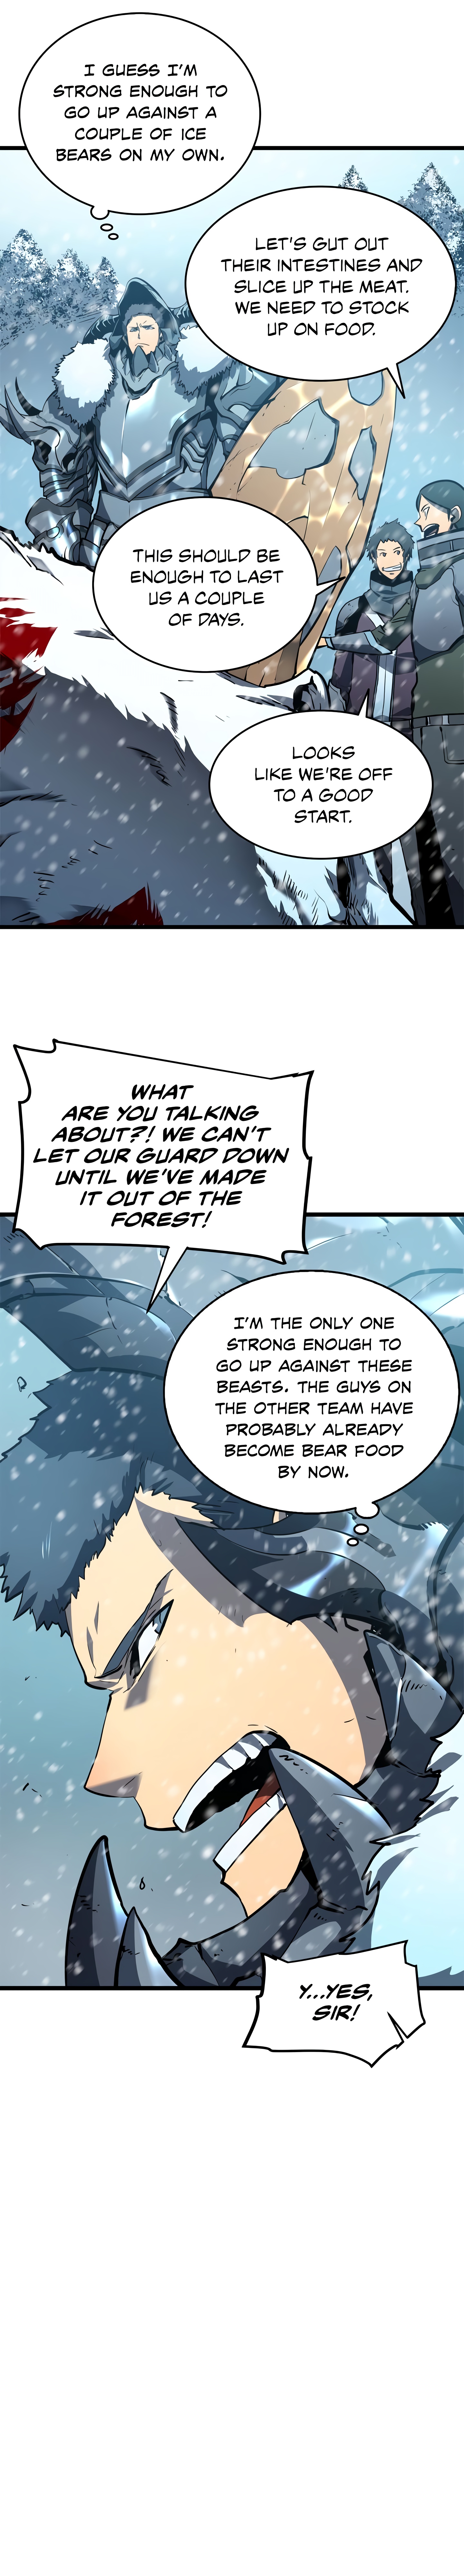 I GUESS I'M
STRONG ENOUGH TO
GO UP AGAINST A
COUPLE OF ICE
BEARS ON MY OWN.
LET'S GUT OUT
THEIR INTESTINES AND
SLICE UP THE MEAT.
WE NEED TO STOCK
UP ON FOOD.
THIS SHOULD BE
ENOUGH TO LAST
US A COUPLE
OF DAYS.
LOOKS
LIKE WE'RE OFF
TO A GOOD
START.
WHAT
ARE YOU TALKING
ABOUT?! WE CAN'T
LET OUR GUARD DOWN
UNTIL WE'VE MADE
IT OUT OF THE
FOREST!
I'M THE ONLY ONE
STRONG ENOUGH TO
GO UP AGAINST THESE
BEASTS. THE GUYS ON
THE OTHER TEAM HAVE
PROBABLY ALREADY
BECOME BEAR FOOD
BY NOW.
Y...YES,
SIR!